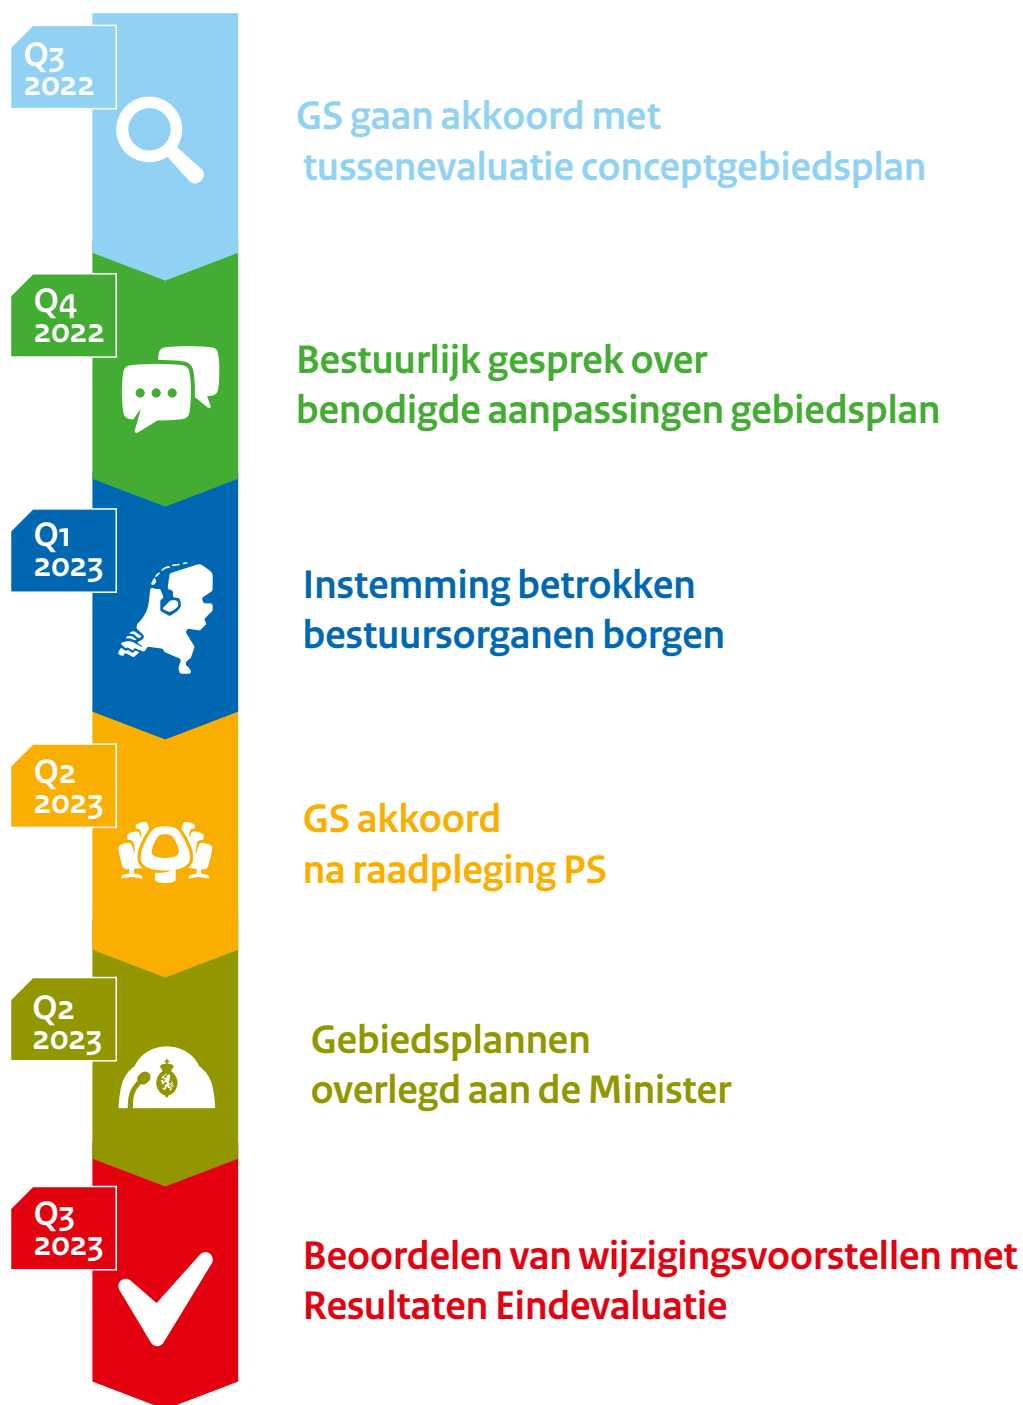 Q3
2022
GS gaan akkoord met
tussenevaluatie conceptgebiedsplan
Q4
2022
Bestuurlijk gesprek over
benodigde aanpassingen gebiedsplan
Q1
2023
Instemming betrokken
bestuursorganen borgen
Q2
2023
GS akkoord
na raadpleging PS
Q2
2023
Gebiedsplannen
overlegd aan de Minister
Q3
2023
Beoordelen van wijzigingsvoorstellen met
Resultaten Eindevaluatie